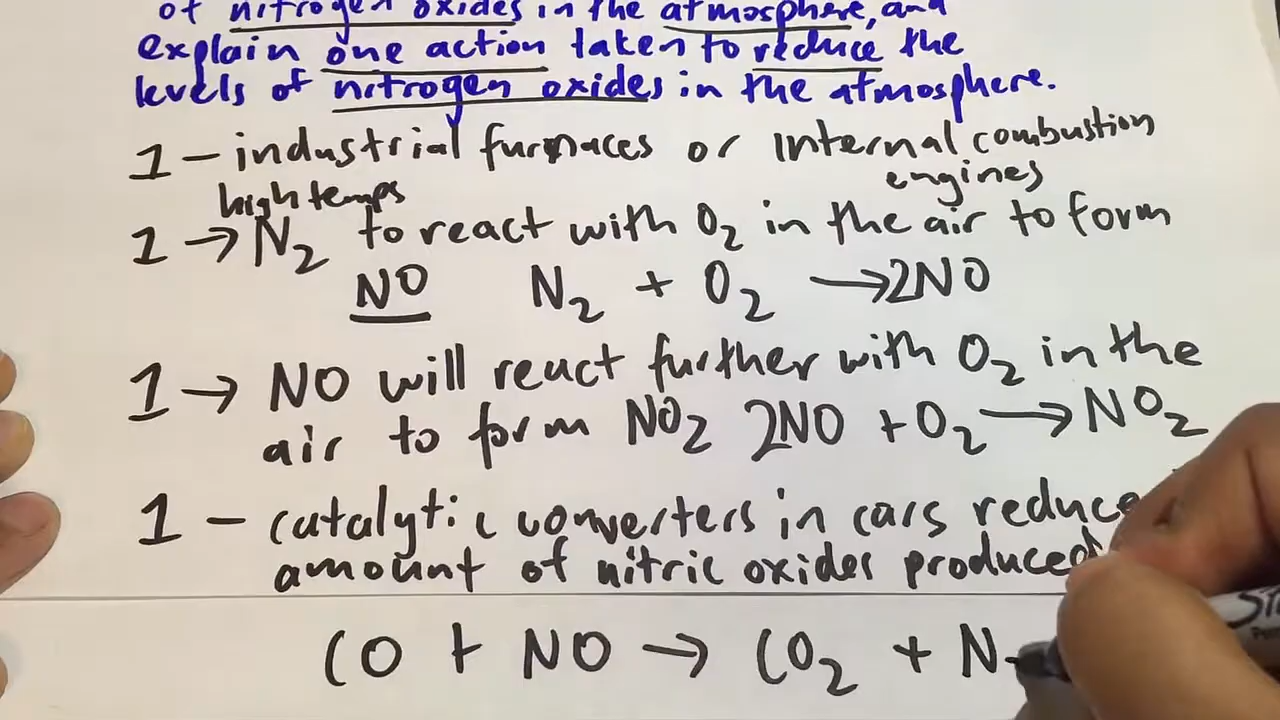 of nitrogen oxides in the atmosphere, and
explain one action taken to reduce the
levels of nitrogen oxides in the atmosphere.
1 – industrial furnaces or internal combustion
engines
high temps
1 → N₂ to react with O₂ in the air to form
NO N₂ + O₂ → 2NO
1 → NO will react further with O₂ in the
air to form NO₂ 2NO + O₂ → NO₂
1 – catalytic converters in cars reduce
amount of nitric oxides produced
CO + NO → CO₂ + N